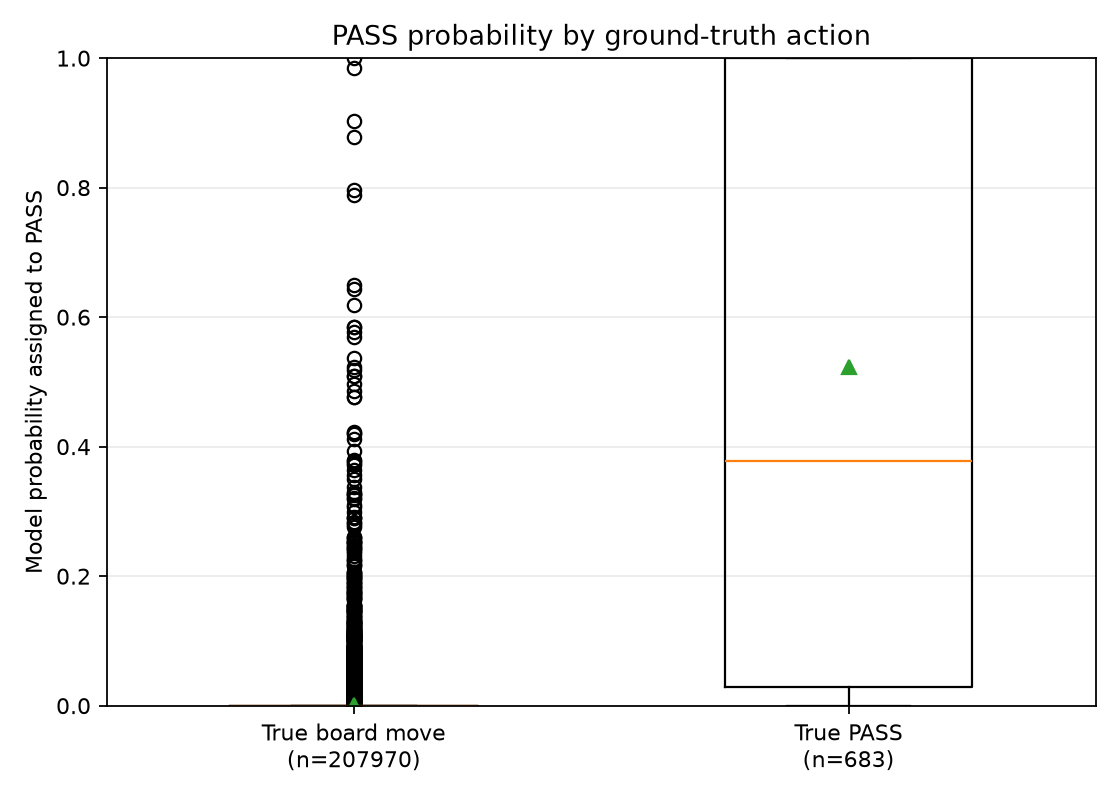 PASS probability by ground-truth action
Model probability assigned to PASS
1.0
0.8
0.6
0.4
0.2
0.0
True board move
(n=207970)
True PASS
(n=683)